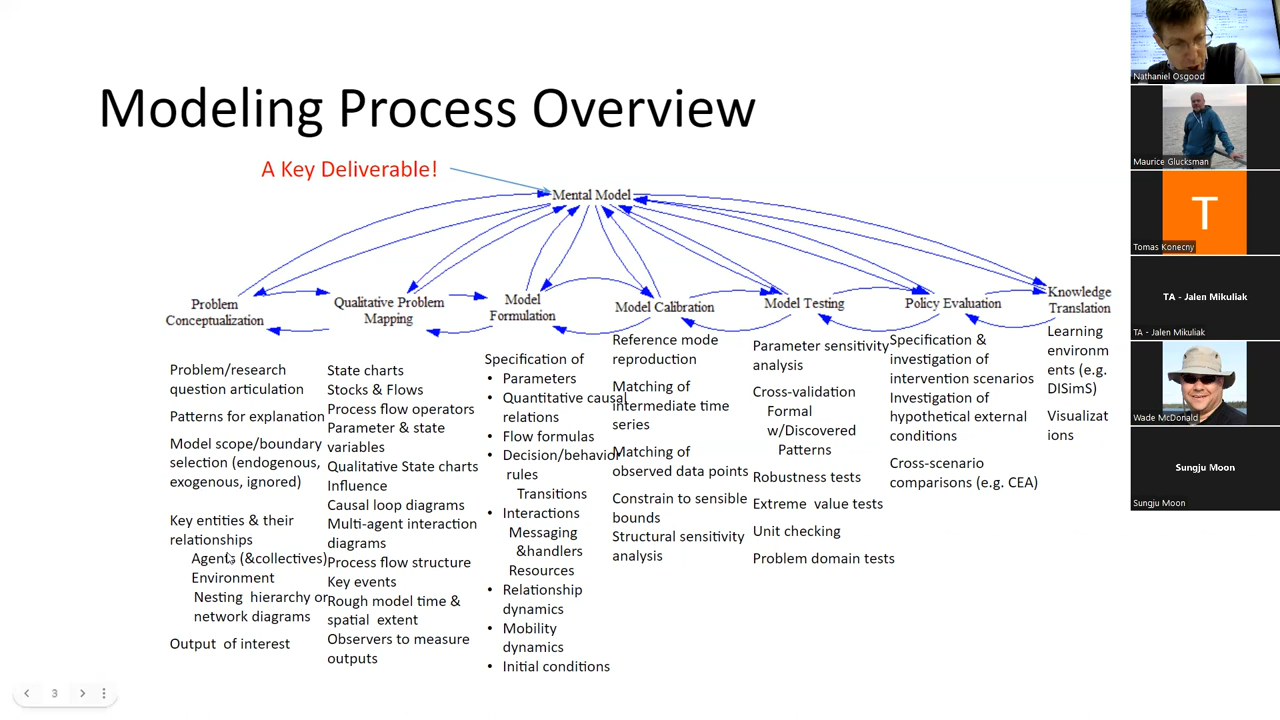 Modeling Process Overview
A Key Deliverable!
Mental Model
Problem
Conceptualization
Qualitative Problem
Mapping
Model
Formulation
Model Calibration
Model Testing
Policy Evaluation
Knowledge
Translation
Problem/research
question articulation
Patterns for explanation
Model scope/boundary
selection (endogenous,
exogenous, ignored)
Key entities & their
relationships
Agents (&collectives)
Environment
Nesting hierarchy or
network diagrams
Output of interest
State charts
Stocks & Flows
Process flow operators
Parameter & state
variables
Qualitative State charts
Influence
Causal loop diagrams
Multi-agent interaction
diagrams
Process flow structure
Key events
Rough model time &
spatial extent
Observers to measure
outputs
Specification of
• Parameters
• Quantitative causal
relations
• Flow formulas
• Decision/behavior
rules
Transitions
• Interactions
Messaging
&handlers
Resources
• Relationship
dynamics
• Mobility
dynamics
• Initial conditions
Reference mode
reproduction
Matching of
intermediate time
series
Matching of
observed data points
Constrain to sensible
bounds
Structural sensitivity
analysis
Parameter sensitivity
analysis
Cross-validation
Formal
w/Discovered
Patterns
Robustness tests
Extreme value tests
Unit checking
Problem domain tests
Specification &
investigation of
intervention scenarios
Investigation of
hypothetical external
conditions
Cross-scenario
comparisons (e.g. CEA)
Learning
environm
ents (e.g.
DISimS)
Visualizat
ions
3
Nathaniel Osgood
Maurice Glucksman
T
Tomas Konecny
TA - Jalen Mikuliak
TA - Jalen Mikuliak
Wade McDonald
Sungju Moon
Sungju Moon